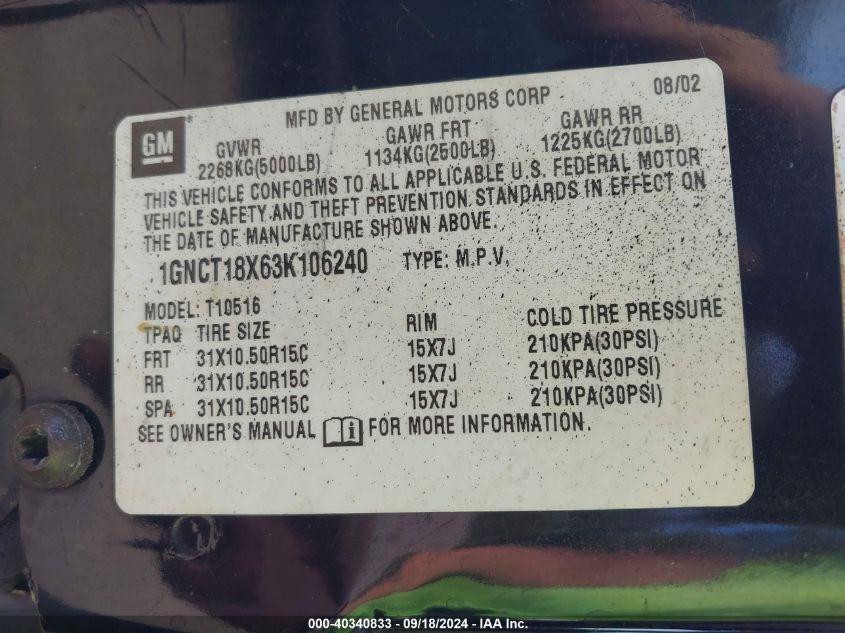 MFD BY GENERAL MOTORS CORP 08/02
GM GVWR GAWR FRT GAWR RR
2268KG(5000LB) 1134KG(2500LB) 1225KG(2700LB)
THIS VEHICLE CONFORMS TO ALL APPLICABLE U.S. FEDERAL MOTOR
VEHICLE SAFETY AND THEFT PREVENTION STANDARDS IN EFFECT ON
THE DATE OF MANUFACTURE SHOWN ABOVE.
1GNCT18X63K106240 TYPE: M.P.V.
MODEL: T10516
TPAQ TIRE SIZE RIM COLD TIRE PRESSURE
FRT 31X10.50R15C 15X7J 210KPA(30PSI)
RR 31X10.50R15C 15X7J 210KPA(30PSI)
SPA 31X10.50R15C 15X7J 210KPA(30PSI)
SEE OWNER'S MANUAL i FOR MORE INFORMATION.
000-40340833 - 09/18/2024 - IAA Inc.